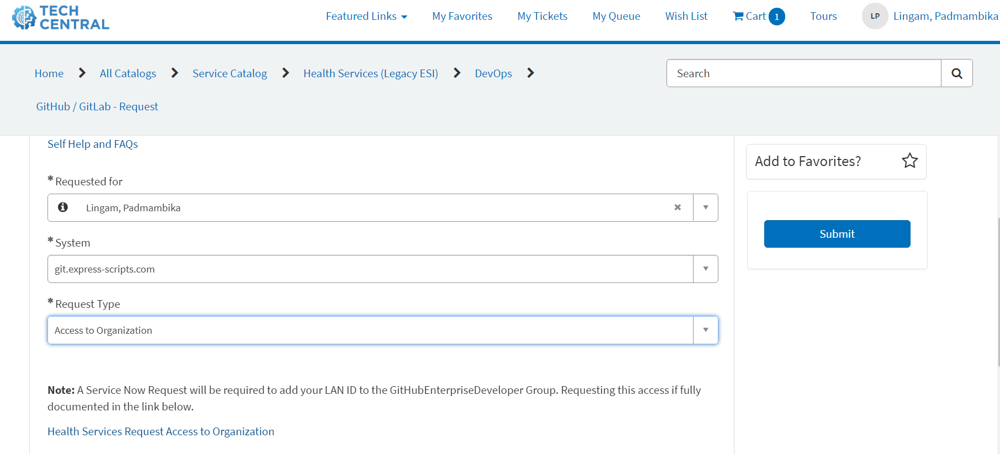 TECH
CENTRAL
Featured Links
My Favorites
My Tickets
My Queue
Wish List
Cart 1
Tours
LP
Lingam, Padmambika
Home
All Catalogs
Service Catalog
Health Services (Legacy ESI)
DevOps
Search
GitHub / GitLab - Request
Self Help and FAQs
Add to Favorites?
* Requested for
Lingam, Padmambika
Submit
* System
git.express-scripts.com
* Request Type
Access to Organization
Note: A Service Now Request will be required to add your LAN ID to the GitHubEnterpriseDeveloper Group. Requesting this access if fully
documented in the link below.
Health Services Request Access to Organization